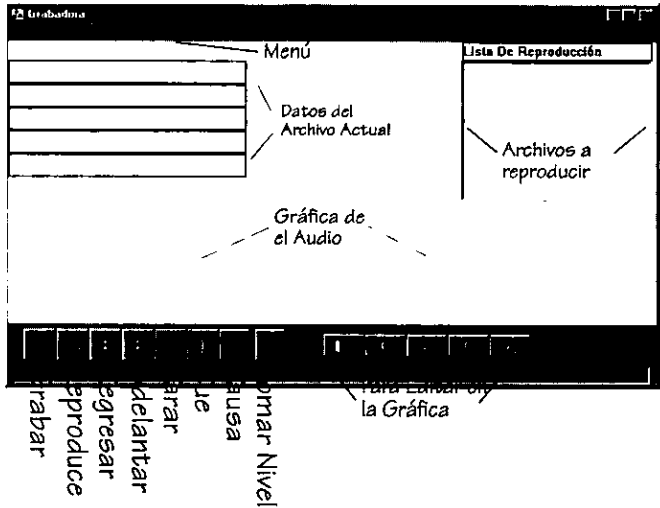 Grabadora
Menú
Lista De Reproducción
Datos del
Archivo Actual
Archivos a
reproducir
Gráfica de
el Audio
la Gráfica
rabar
eproduce
egresar
delantar
arar
ue
ausa
omar Nivel